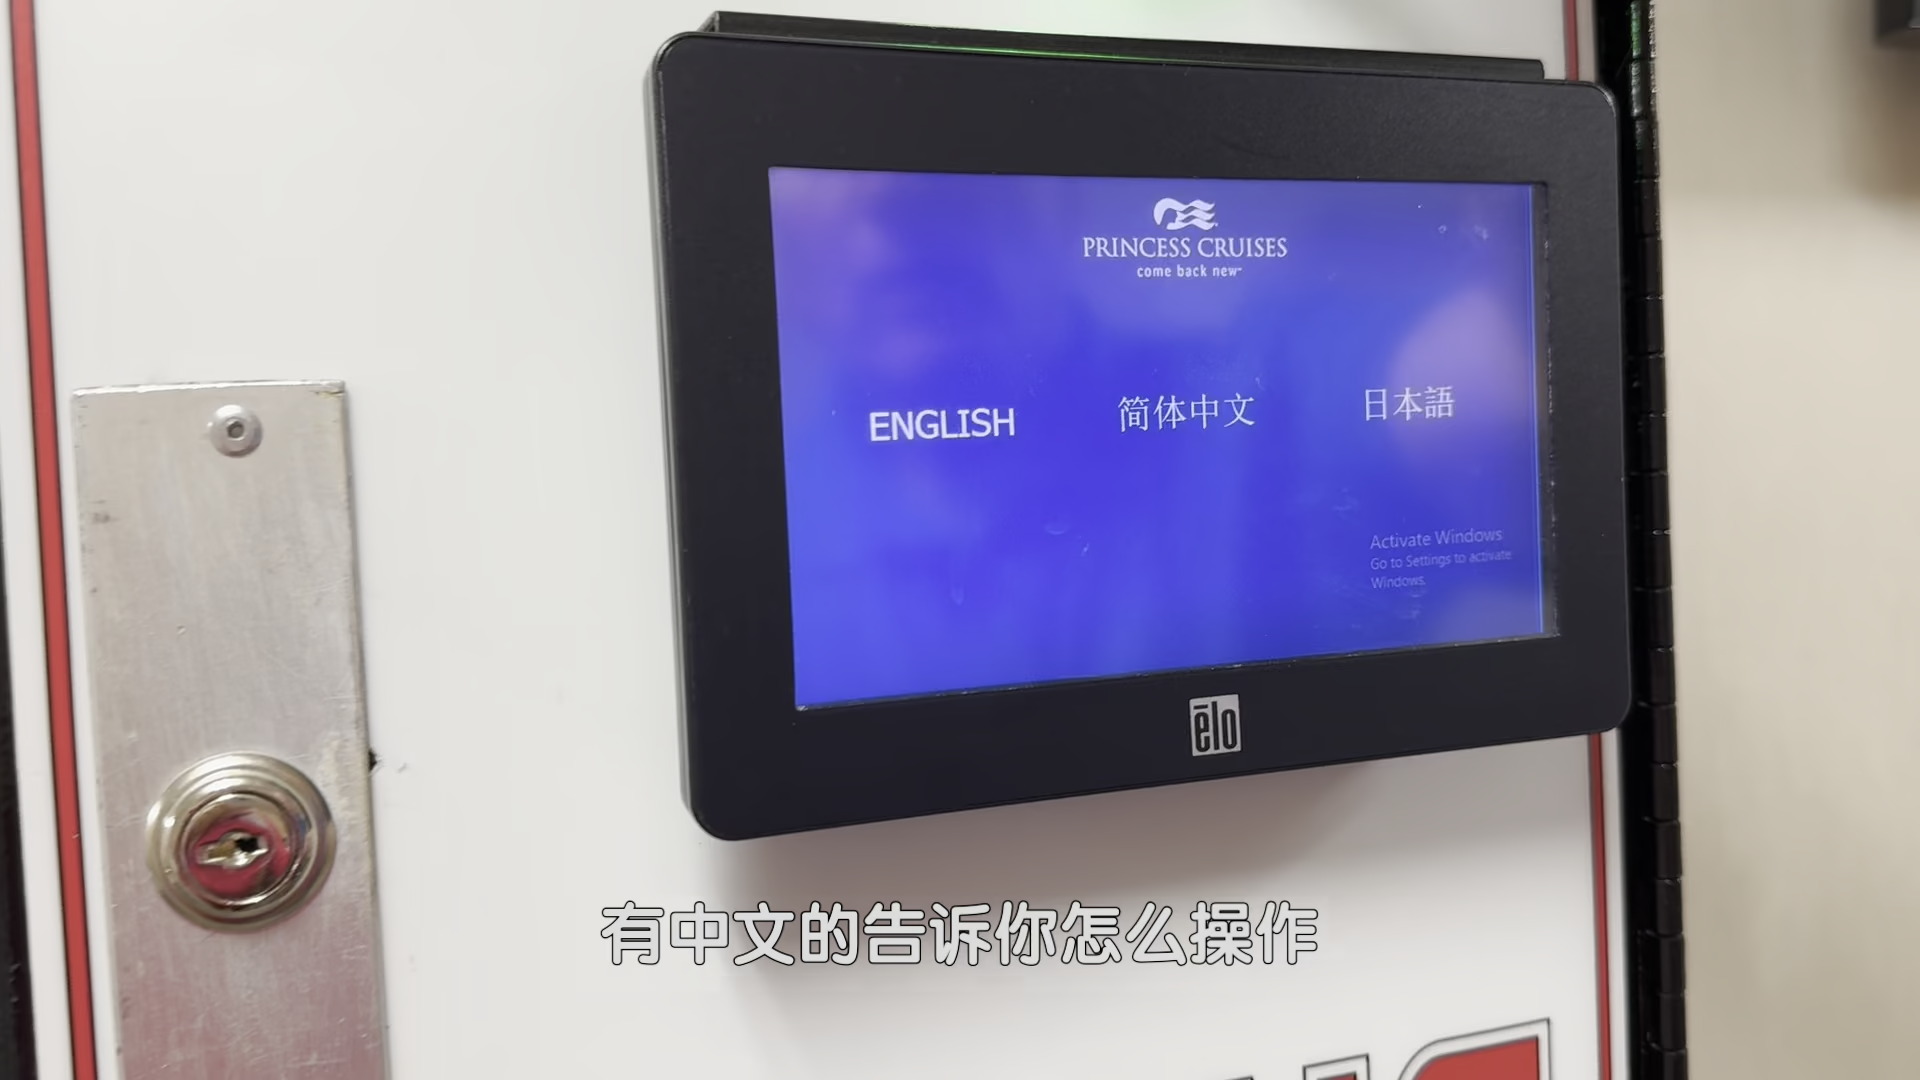 PRINCESS CRUISES
come back new
ENGLISH 简体中文 日本語
Activate Windows
Go to Settings to activate
Windows.
elo
有中文的告诉你怎么操作